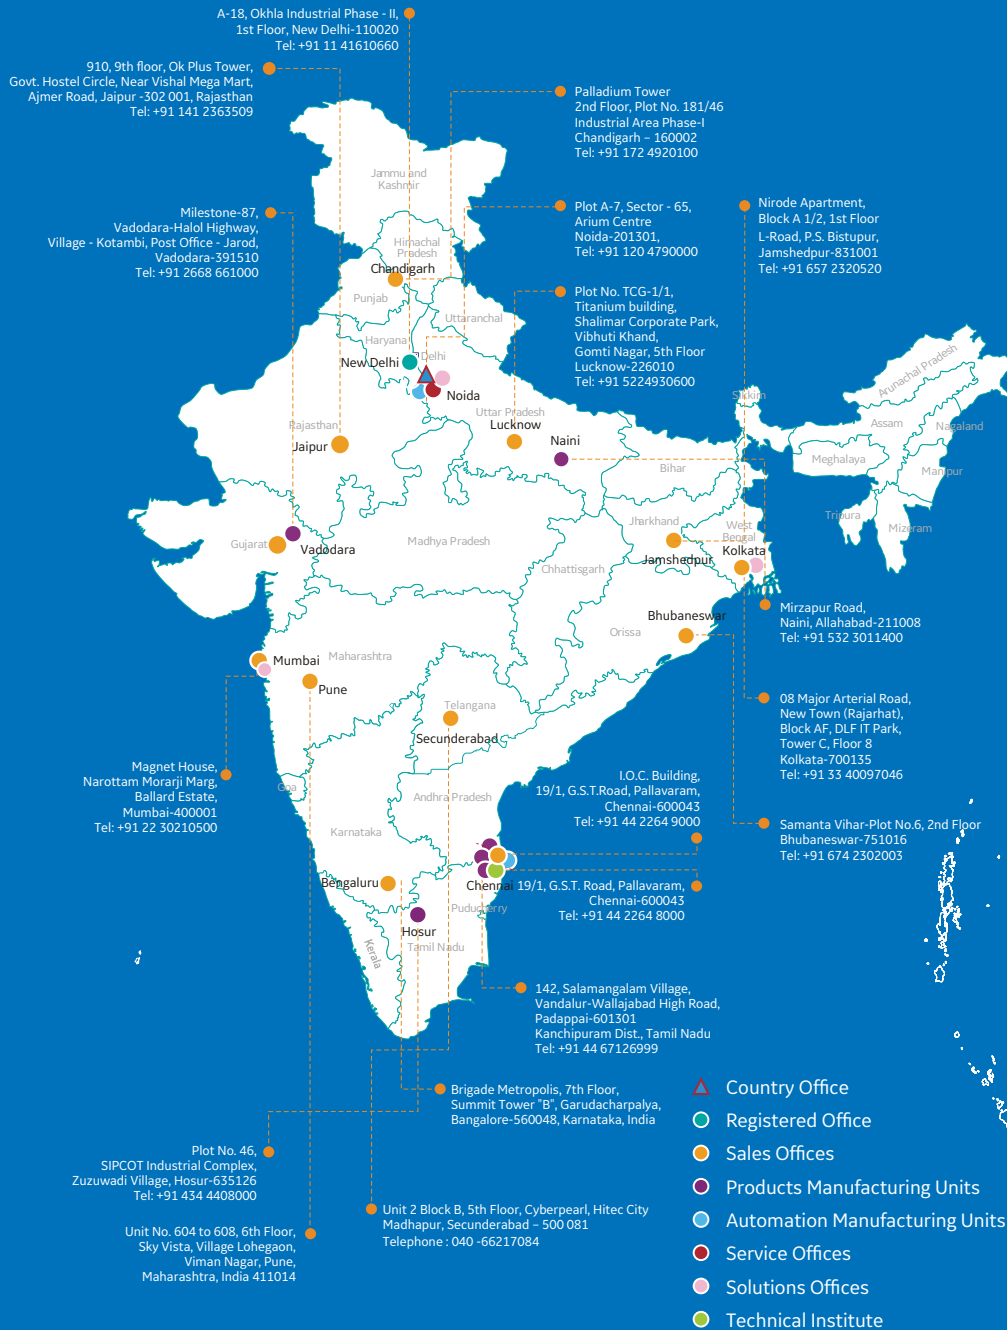 A-18, Okhla Industrial Phase - II,
1st Floor, New Delhi-110020
Tel: +91 11 41610660
910, 9th floor, Ok Plus Tower,
Govt. Hostel Circle, Near Vishal Mega Mart,
Ajmer Road, Jaipur -302 001, Rajasthan
Tel: +91 141 2363509
Palladium Tower
2nd Floor, Plot No. 181/46
Industrial Area Phase-I
Chandigarh – 160002
Tel: +91 172 4920100
Milestone-87,
Vadodara-Halol Highway,
Village - Kotambi, Post Office - Jarod,
Vadodara-391510
Tel: +91 2668 661000
Plot A-7, Sector - 65,
Arium Centre
Noida-201301,
Tel: +91 120 4790000
Nirode Apartment,
Block A 1/2, 1st Floor
L-Road, P.S. Bistupur,
Jamshedpur-831001
Tel: +91 657 2320520
Plot No. TCG-1/1,
Titanium building,
Shalimar Corporate Park,
Vibhuti Khand,
Gomti Nagar, 5th Floor
Lucknow-226010
Tel: +91 5224930600
Jammu and
Kashmir
Himachal
Pradesh
Chandigarh
Punjab
Uttaranchal
Haryana
Delhi
New Delhi
Noida
Uttar Pradesh
Lucknow
Naini
Rajasthan
Jaipur
Bihar
Sikkim
Arunachal Pradesh
Assam
Nagaland
Meghalaya
Manipur
Tripura
Mizeram
Jharkhand
West
Bengal
Kolkata
Jamshedpur
Gujarat
Vadodara
Madhya Pradesh
Chhattisgarh
Bhubaneswar
Orissa
Mumbai
Maharashtra
Pune
Telangana
Secunderabad
Goa
Andhra Pradesh
Karnataka
Bengaluru
Chennai
Puducherry
Hosur
Tamil Nadu
Kerala
Mirzapur Road,
Naini, Allahabad-211008
Tel: +91 532 3011400
08 Major Arterial Road,
New Town (Rajarhat),
Block AF, DLF IT Park,
Tower C, Floor 8
Kolkata-700135
Tel: +91 33 40097046
Magnet House,
Narottam Morarji Marg,
Ballard Estate,
Mumbai-400001
Tel: +91 22 30210500
I.O.C. Building,
19/1, G.S.T.Road, Pallavaram,
Chennai-600043
Tel: +91 44 2264 9000
Samanta Vihar-Plot No.6, 2nd Floor
Bhubaneswar-751016
Tel: +91 674 2302003
19/1, G.S.T. Road, Pallavaram,
Chennai-600043
Tel: +91 44 2264 8000
142, Salamangalam Village,
Vandalur-Wallajabad High Road,
Padappai-601301
Kanchipuram Dist., Tamil Nadu
Tel: +91 44 67126999
Brigade Metropolis, 7th Floor,
Summit Tower "B", Garudacharpalya,
Bangalore-560048, Karnataka, India
Plot No. 46,
SIPCOT Industrial Complex,
Zuzuwadi Village, Hosur-635126
Tel: +91 434 4408000
Unit 2 Block B, 5th Floor, Cyberpearl, Hitec City
Madhapur, Secunderabad – 500 081
Telephone : 040 -66217084
Unit No. 604 to 608, 6th Floor,
Sky Vista, Village Lohegaon,
Viman Nagar, Pune,
Maharashtra, India 411014
Country Office
Registered Office
Sales Offices
Products Manufacturing Units
Automation Manufacturing Units
Service Offices
Solutions Offices
Technical Institute